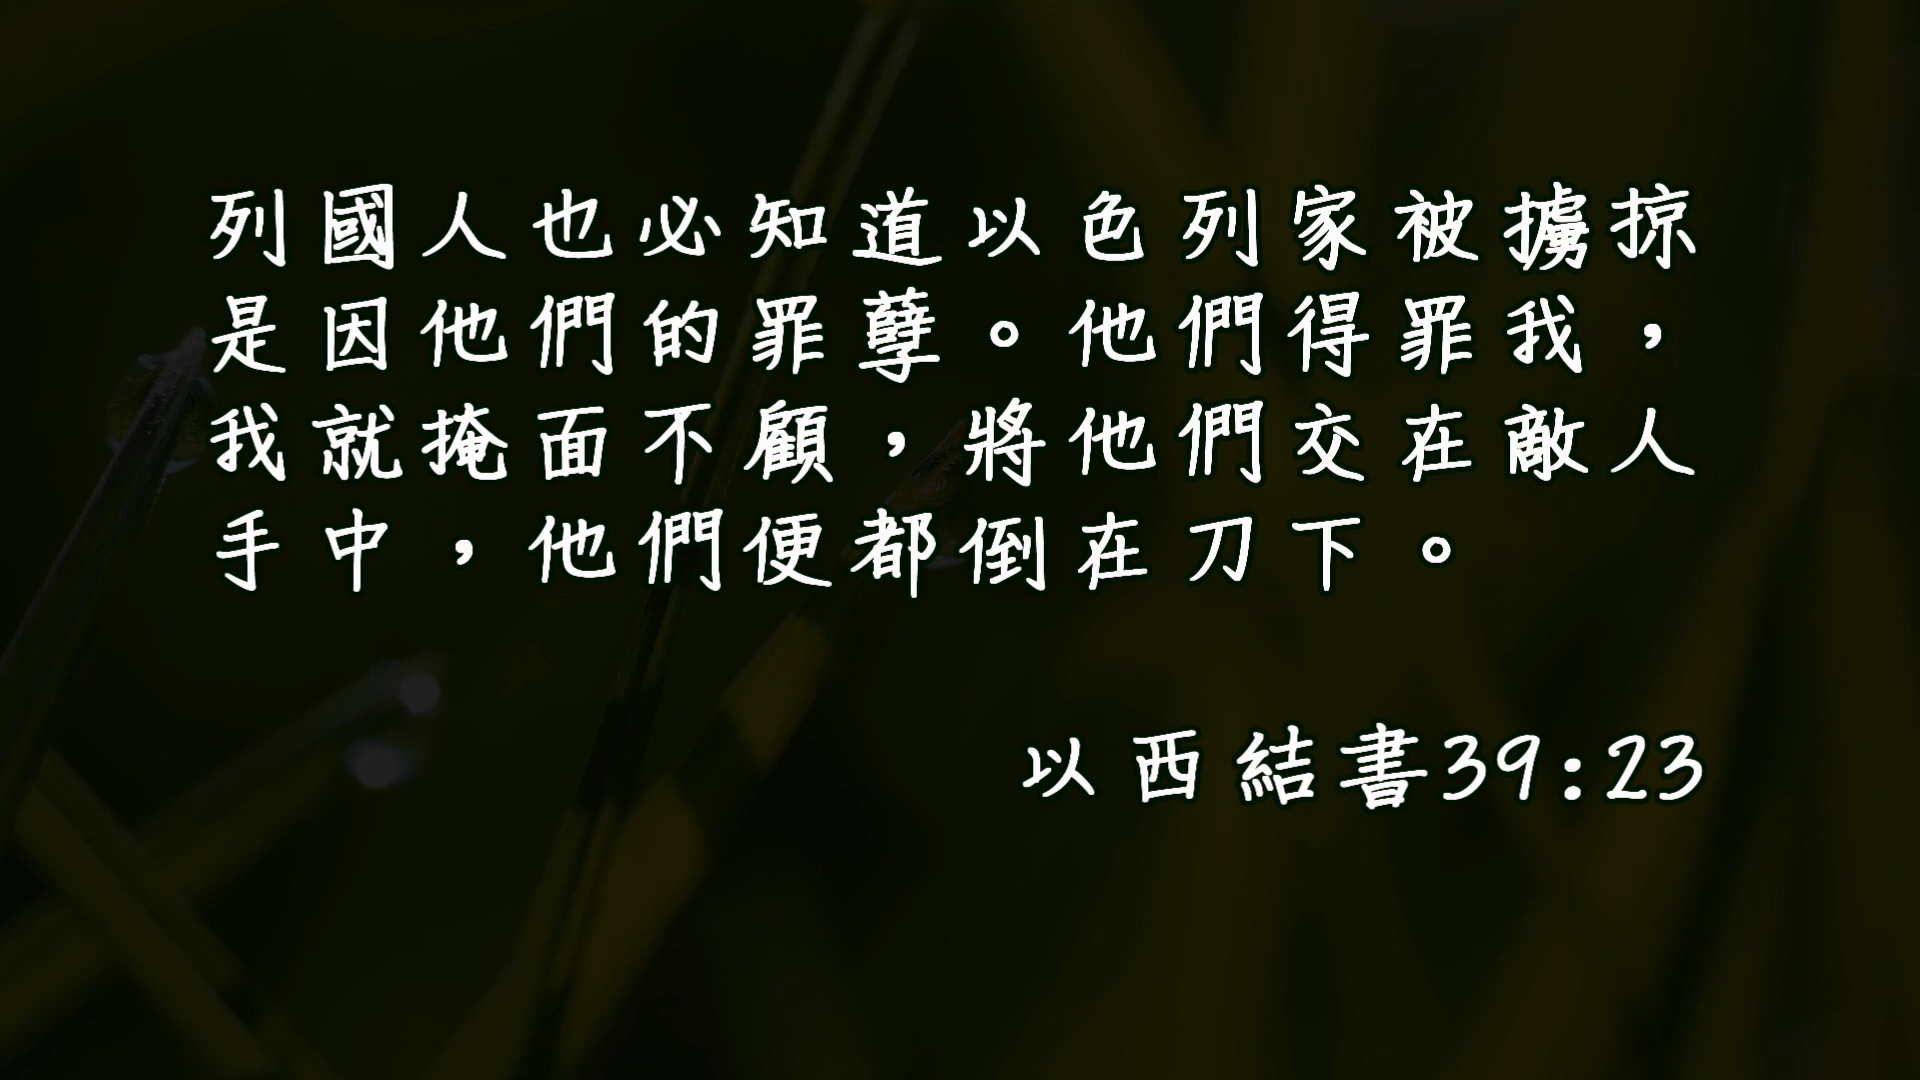 列國人也必知道以色列家被擄掠
是因他們的罪孽。他們得罪我，
我就掩面不顧，將他們交在敵人
手中，他們便都倒在刀下。
以西結書39:23